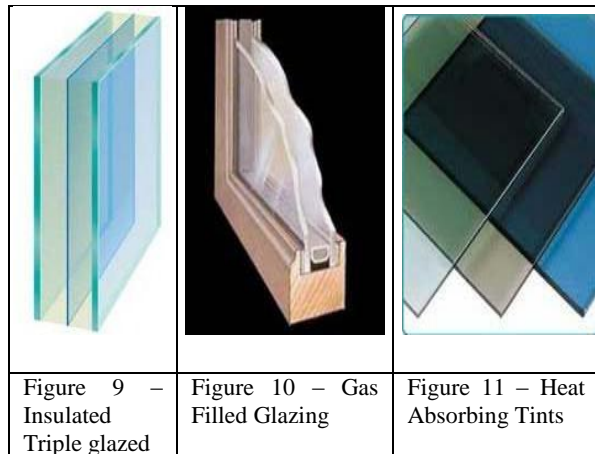 Figure 9 –
Insulated
Triple glazed
Figure 10 – Gas
Filled Glazing
Figure 11 – Heat
Absorbing Tints